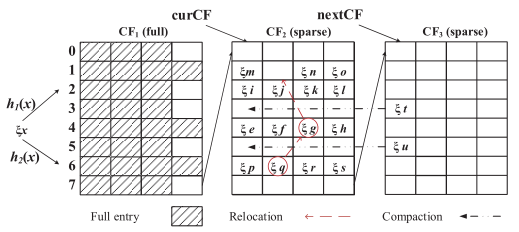 curCF nextCF
CF1 (full) CF2 (sparse) CF3 (sparse)
0
1 ξm ξn ξo
2 ξi ξj ξk ξl
h1(x)
3 ξt
ξx
4 ξe ξf ξg ξh
h2(x)
5 ξu
6 ξp ξq ξr ξs
7
Full entry Relocation Compaction